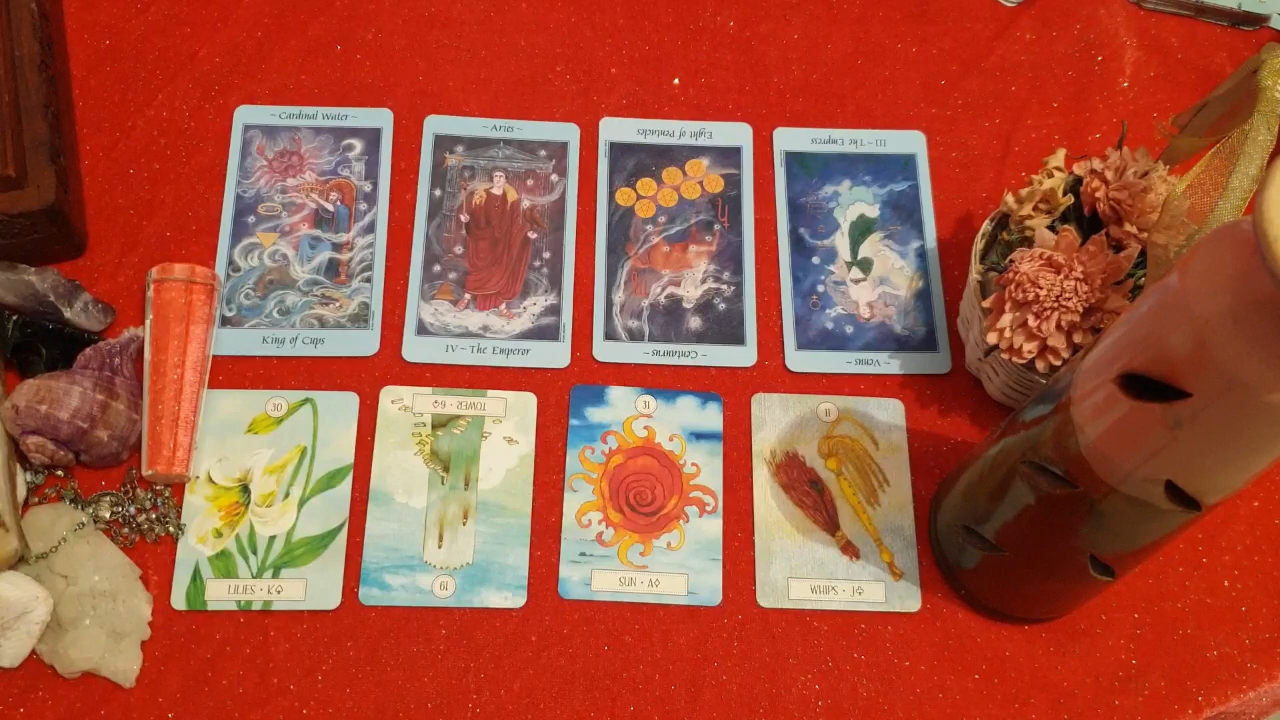 ~ Cardinal Water ~
King of Cups
~ Aries ~
IV ~ The Emperor
Eight of Pentacles
~ Centaurus ~
III ~ The Empress
~ Venus ~
30
LILIES • K♠
TOWER • 6♠
19
31
SUN • A♢
11
WHIPS • J♣